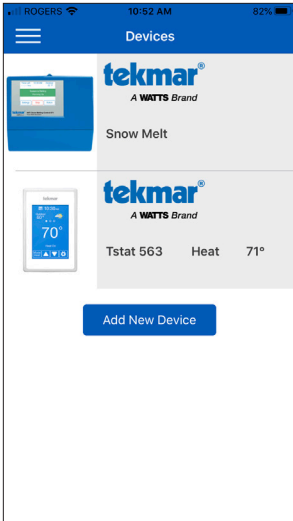 ROGERS 10:52 AM 82%
Devices
tekmar®
A WATTS Brand
Snow Melt
tekmar
70°
tekmar®
A WATTS Brand
Tstat 563 Heat 71°
Add New Device